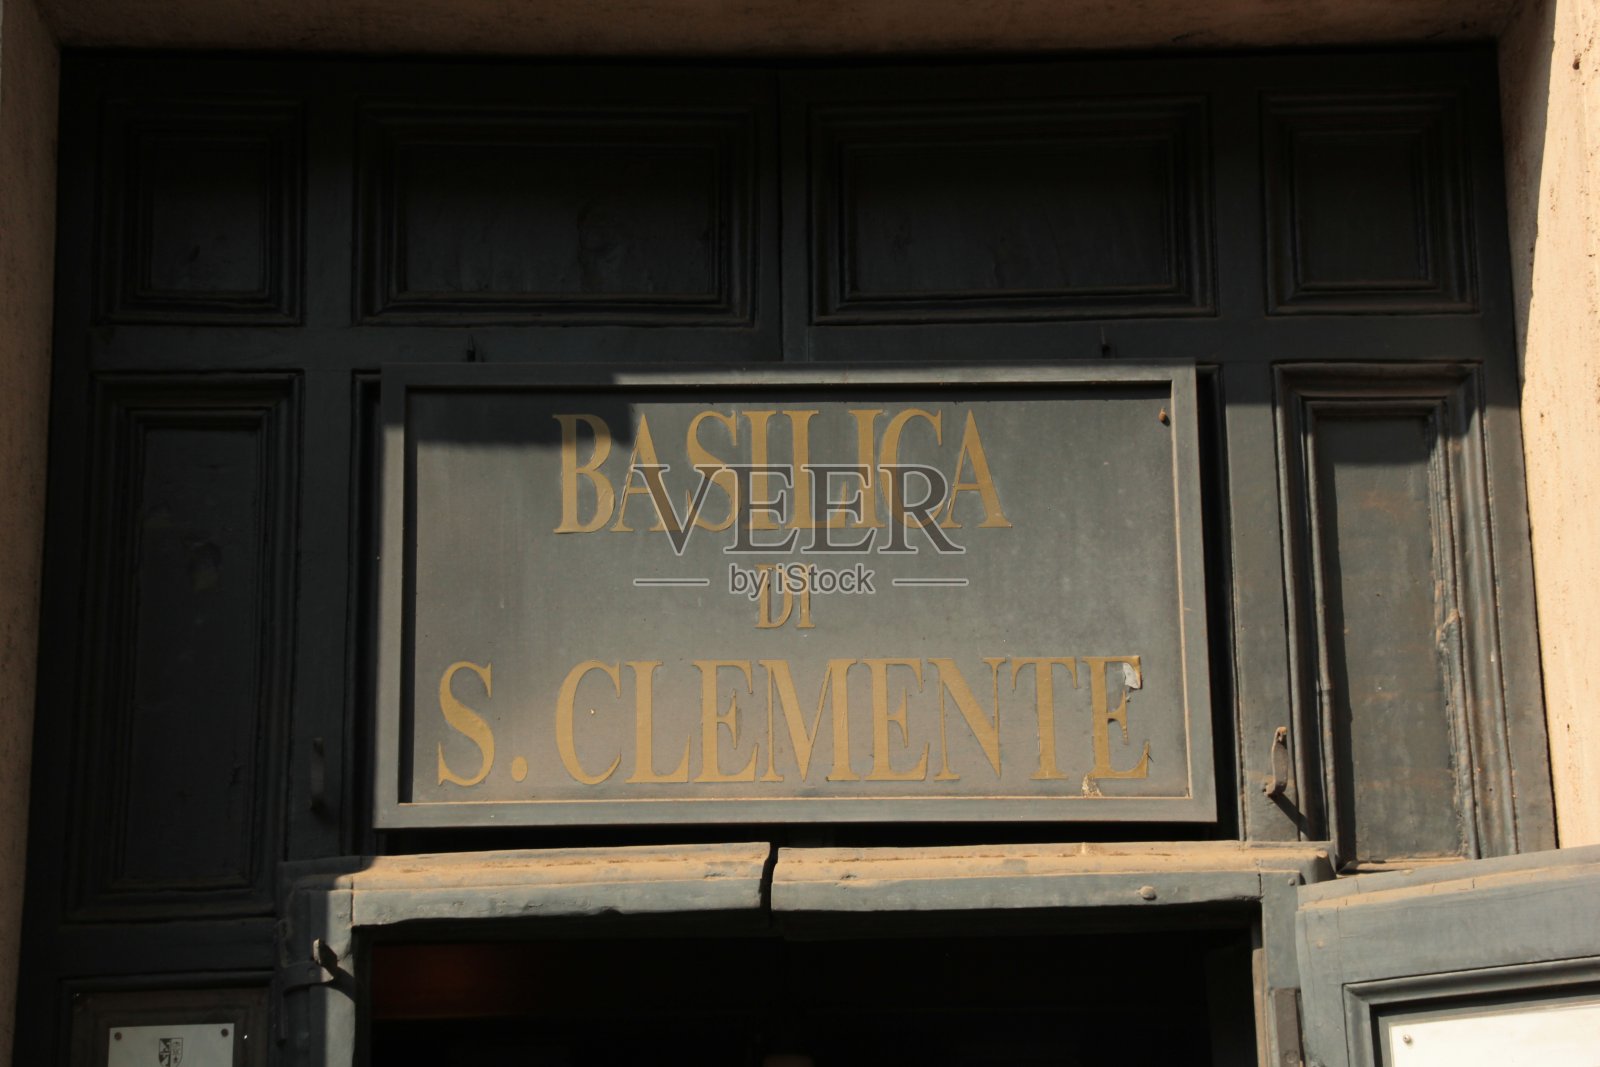 BASILICA
VEER
by iStock
DI
S. CLEMENTE